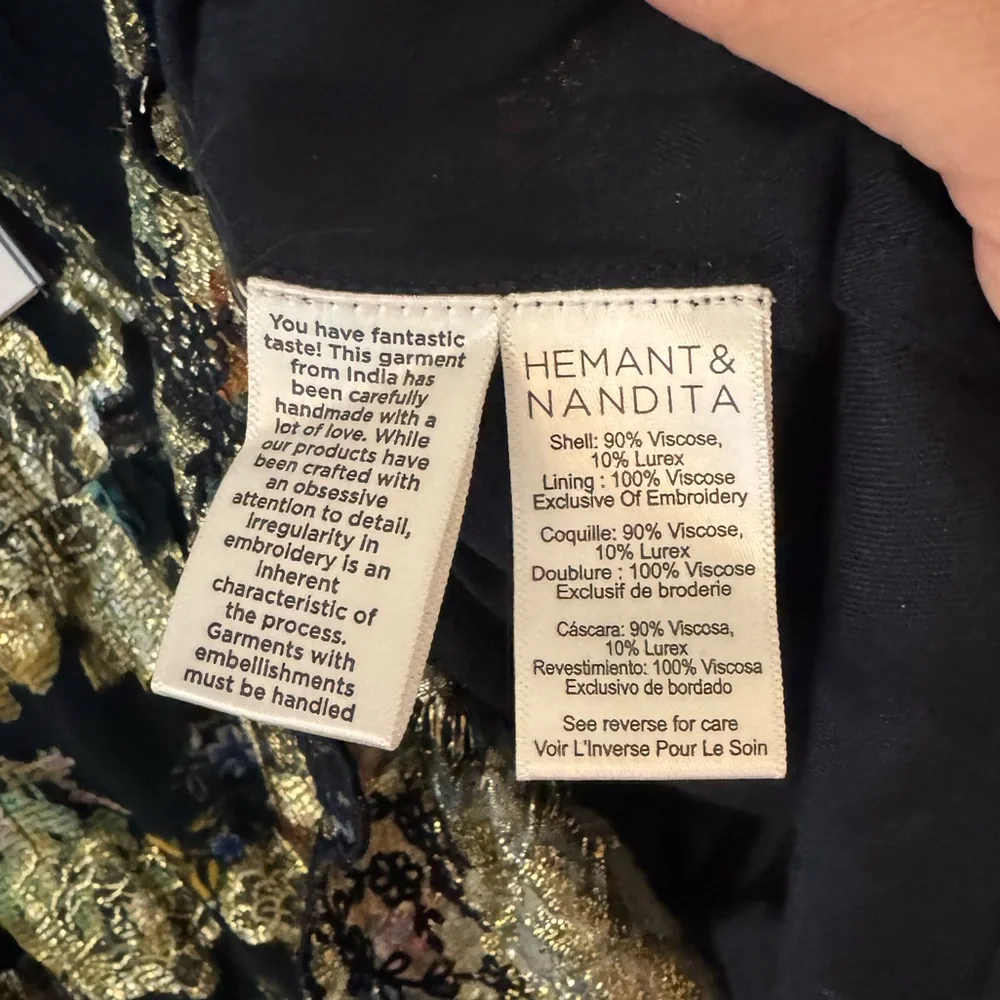 You have fantastic
taste! This garment
from India has
been carefully
handmade with a
lot of love. While
our products have
been crafted with
an obsessive
attention to detail,
irregularity in
embroidery is an
inherent
characteristic of
the process.
Garments with
embellishments
must be handled
HEMANT &
NANDITA
Shell: 90% Viscose,
10% Lurex
Lining : 100% Viscose
Exclusive Of Embroidery
Coquille: 90% Viscose,
10% Lurex
Doublure : 100% Viscose
Exclusif de broderie
Cáscara: 90% Viscosa,
10% Lurex
Revestimiento: 100% Viscosa
Exclusivo de bordado
See reverse for care
Voir L'Inverse Pour Le Soin